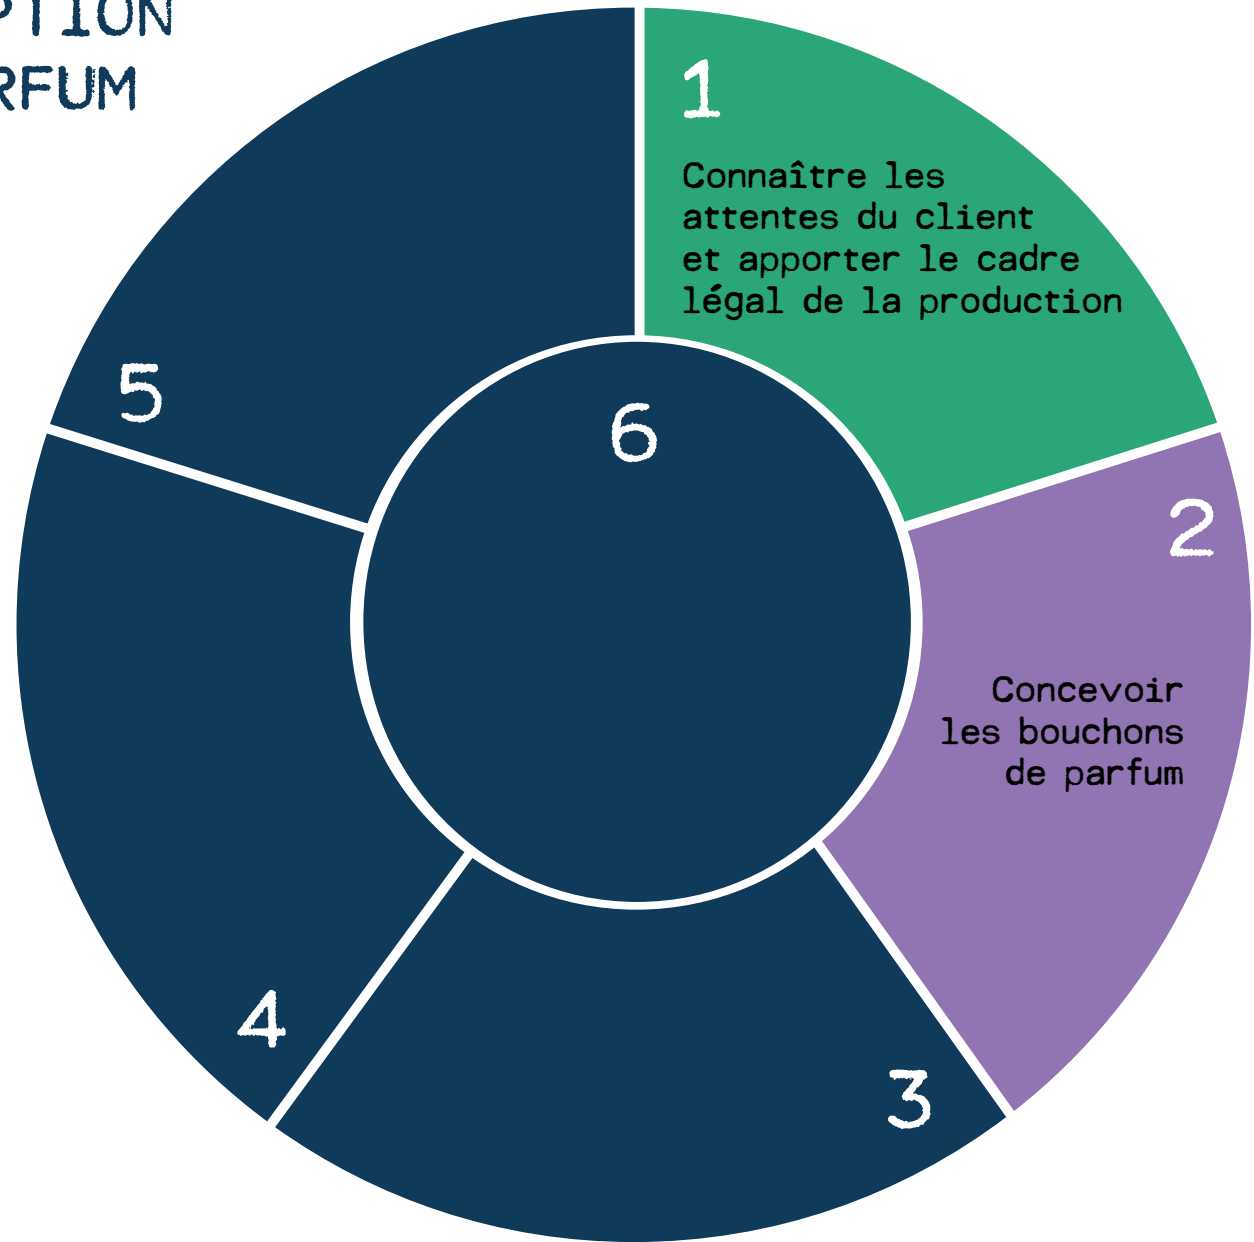 PTION
RFUM
1
Connaître les
attentes du client
et apporter le cadre
légal de la production
5
6
2
Concevoir
les bouchons
de parfum
4
3